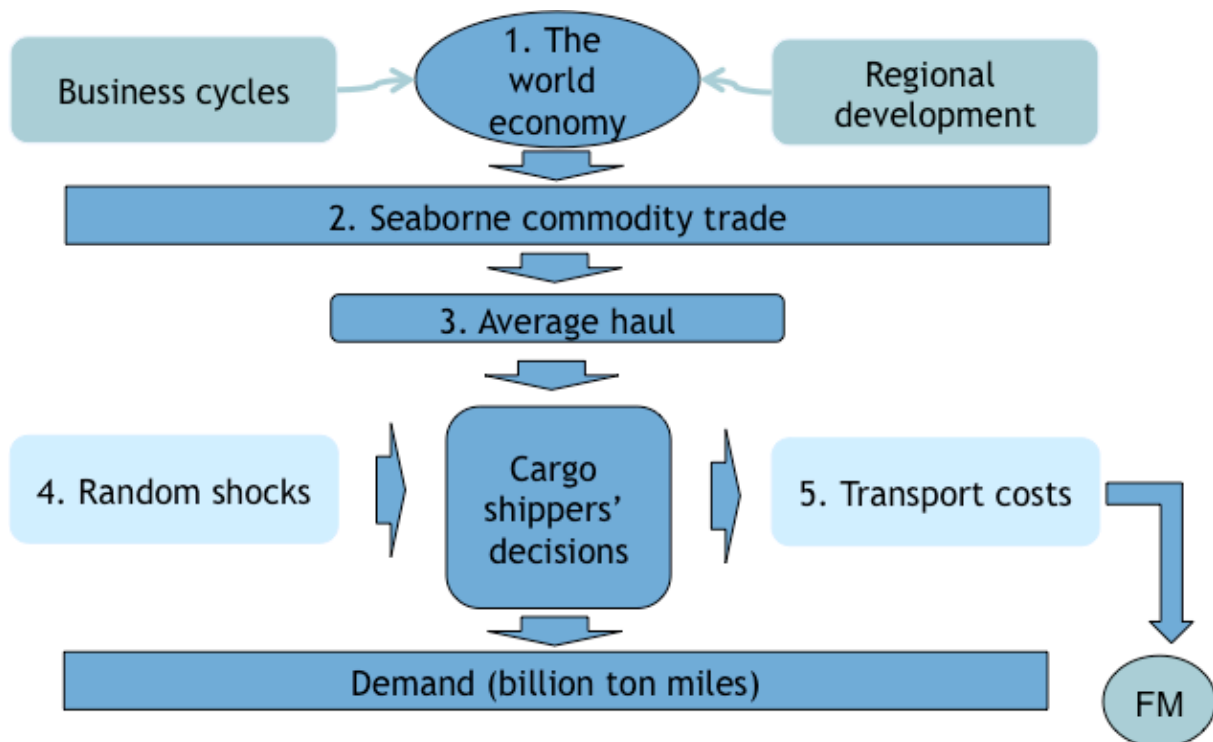 1. The
world
economy
Business cycles
Regional
development
2. Seaborne commodity trade
3. Average haul
4. Random shocks
Cargo
shippers’
decisions
5. Transport costs
Demand (billion ton miles)
FM